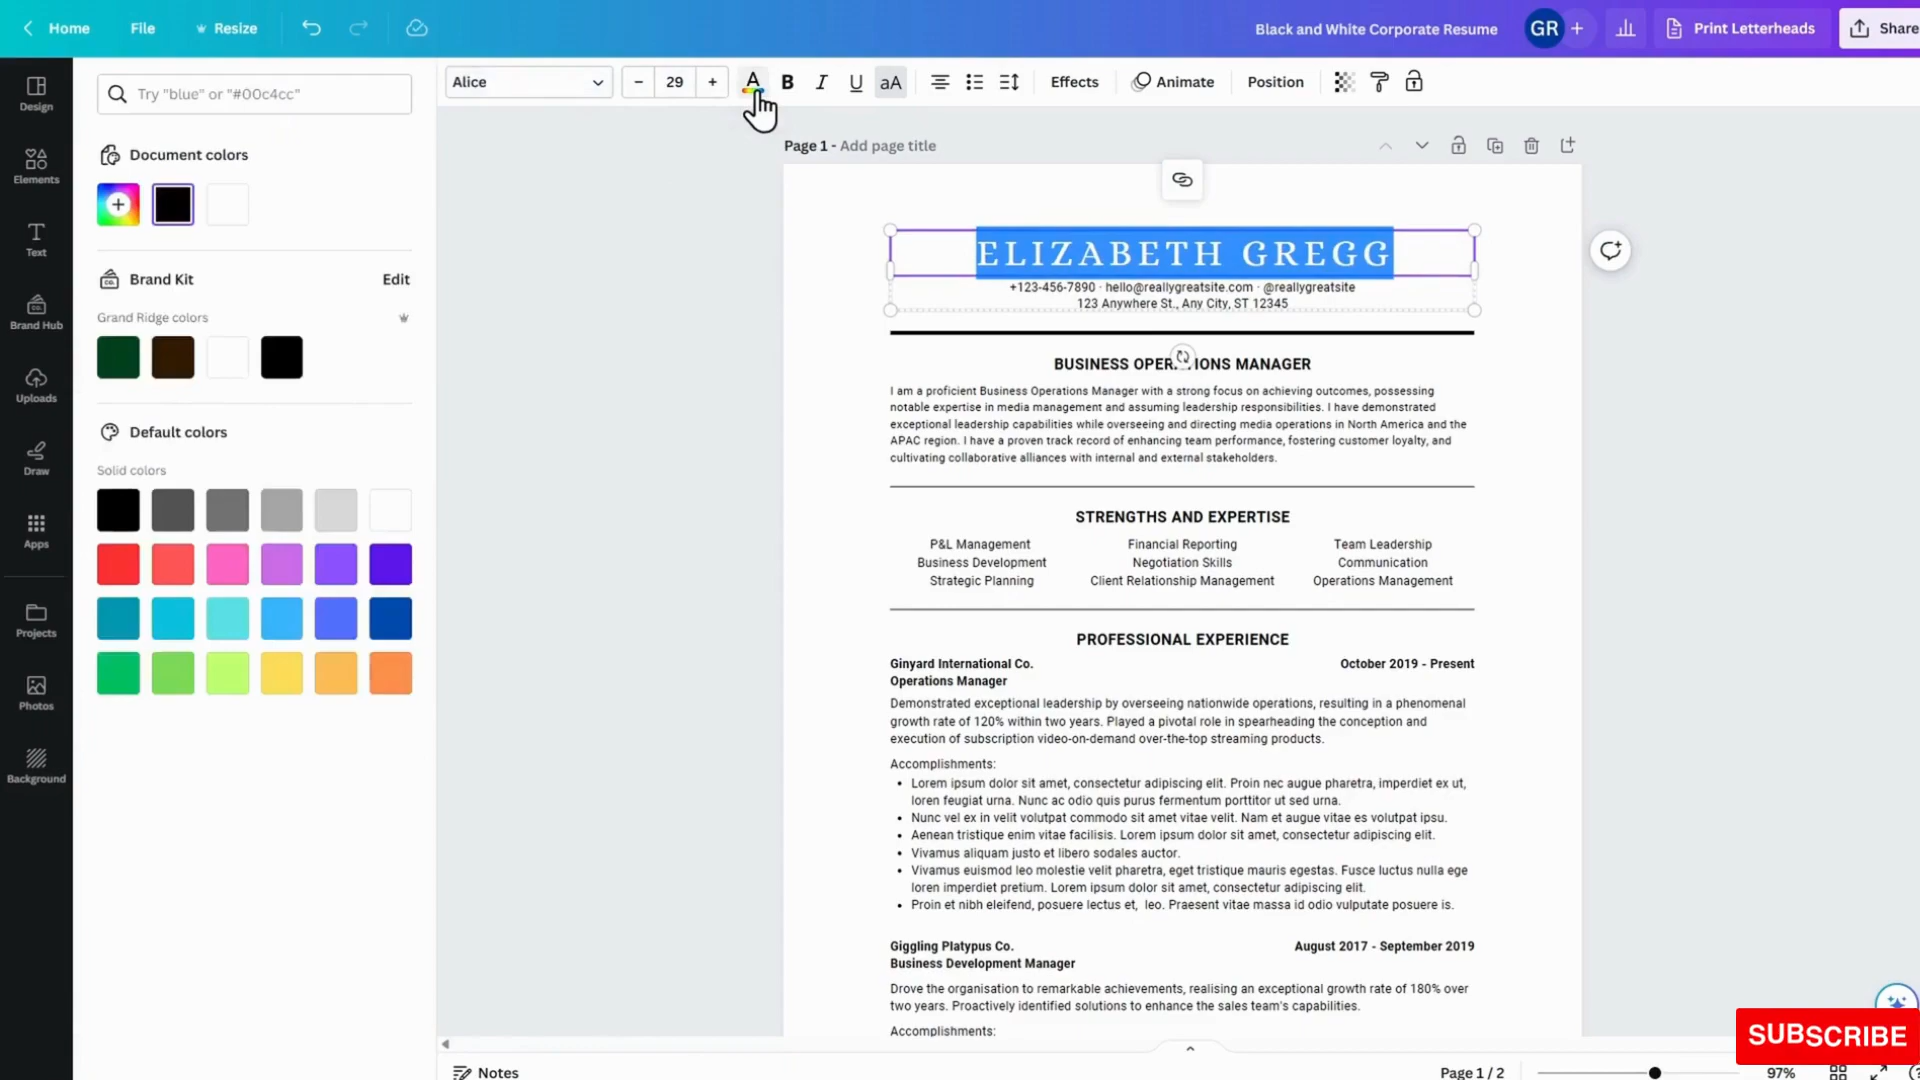 Home File Resize Black and White Corporate Resume GR Print Letterheads Share
Try "blue" or "#00c4cc" Alice 29 A B I U aA Effects Animate Position
Design
Page 1 - Add page title
Document colors
Elements
Text
ELIZABETH GREGG
Brand Kit Edit
+123-456-7890 · hello@reallygreatsite.com · @reallygreatsite
123 Anywhere St., Any City, ST 12345
Grand Ridge colors
Brand Hub
BUSINESS OPER IONS MANAGER
Uploads
I am a proficient Business Operations Manager with a strong focus on achieving outcomes, possessing
notable expertise in media management and assuming leadership responsibilities. I have demonstrated
exceptional leadership capabilities while overseeing and directing media operations in North America and the
APAC region. I have a proven track record of enhancing team performance, fostering customer loyalty, and
cultivating collaborative alliances with internal and external stakeholders.
Default colors
Solid colors
Draw
STRENGTHS AND EXPERTISE
Apps
P&L Management Financial Reporting Team Leadership
Business Development Negotiation Skills Communication
Strategic Planning Client Relationship Management Operations Management
Projects
PROFESSIONAL EXPERIENCE
Ginyard International Co. October 2019 - Present
Operations Manager
Photos
Demonstrated exceptional leadership by overseeing nationwide operations, resulting in a phenomenal
growth rate of 120% within two years. Played a pivotal role in spearheading the conception and
execution of subscription video-on-demand over-the-top streaming products.
Background
Accomplishments:
• Lorem ipsum dolor sit amet, consectetur adipiscing elit. Proin nec augue pharetra, imperdiet ex ut,
loren feugiat urna. Nunc ac odio quis purus fermentum porttitor ut sed urna.
• Nunc vel ex in velit volutpat commodo sit amet vitae velit. Nam et augue vitae es volutpat ipsu.
• Aenean tristique enim vitae facilisis. Lorem ipsum dolor sit amet, consectetur adipiscing elit.
• Vivamus aliquam justo et libero sodales auctor.
• Vivamus euismod leo molestie velit pharetra, eget tristique mauris egestas. Fusce luctus nulla ege
loren imperdiet pretium. Lorem ipsum dolor sit amet, consectetur adipiscing elit.
• Proin et nibh eleifend, posuere lectus et, leo. Praesent vitae massa id odio vulputate posuere is.
Giggling Platypus Co. August 2017 - September 2019
Business Development Manager
Drove the organisation to remarkable achievements, realising an exceptional growth rate of 180% over
two years. Proactively identified solutions to enhance the sales team's capabilities.
Accomplishments:
SUBSCRIBE
Notes Page 1 / 2 97%